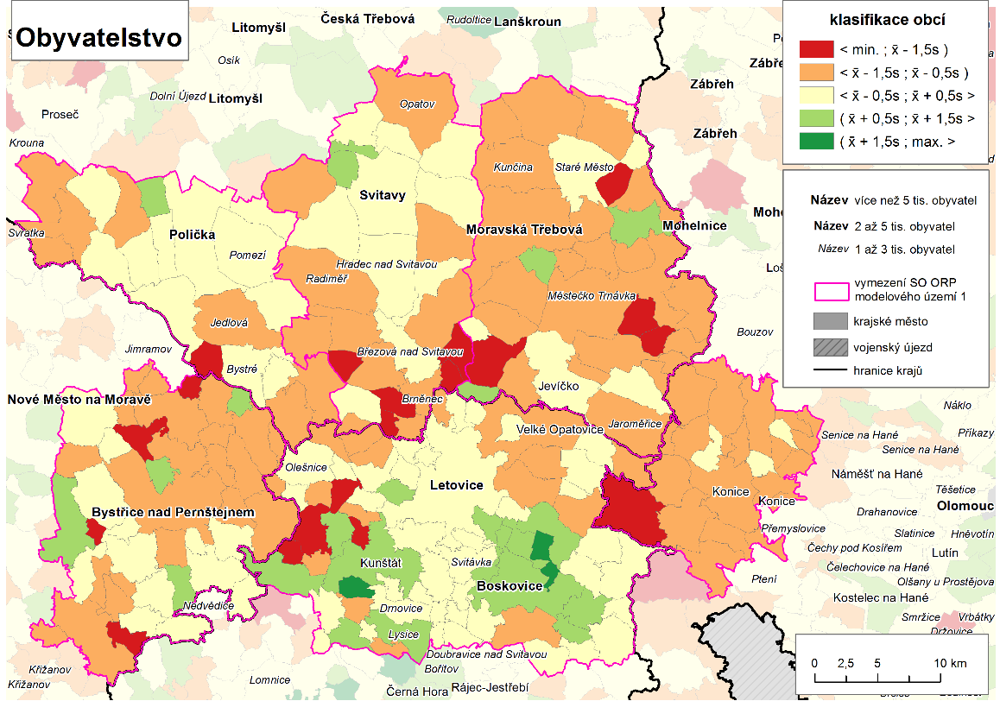 Obyvatelstvo
klasifikace obcí
< min. ; x̄ - 1,5s )
< x̄ - 1,5s ; x̄ - 0,5s )
< x̄ - 0,5s ; x̄ + 0,5s >
( x̄ + 0,5s ; x̄ + 1,5s >
( x̄ + 1,5s ; max. >
Název více než 5 tis. obyvatel
Název 2 až 5 tis. obyvatel
Název 1 až 3 tis. obyvatel
vymezení SO ORP
modelového území 1
krajské město
vojenský újezd
hranice krajů
0 2,5 5 10 km
Litomyšl
Česká Třebová
Rudoltice
Lanškroun
Osík
Dolní Újezd
Litomyšl
Proseč
Krouna
Opatov
Zábřeh
Zábřeh
Kunčina
Staré Město
Svitavy
Moravská Třebová
Mohelnice
Svratka
Polička
Pomezí
Hradec nad Svitavou
Radiměř
Městečko Trnávka
Jedlová
Bouzov
Jimramov
Bystré
Březová nad Svitavou
Jevíčko
Nové Město na Moravě
Brněnec
Jaroměřice
Velké Opatovice
Náklo
Senice na Hané
Příkazy
Senice na Hané
Olešnice
Letovice
Náměšť na Hané
Konice
Konice
Těšetice
Olomouc
Bystřice nad Pernštejnem
Drahanovice
Přemyslovice
Slatinice
Hněvotín
Čechy pod Kosířem
Lutín
Kunštát
Svitávka
Čelechovice na Hané
Ptení
Olšany u Prostějova
Boskovice
Kostelec na Hané
Nedvědice
Drnovice
Smržice
Vrbátky
Lysice
Držovice
Doubravice nad Svitavou
Křižanov
Bořitov
Lomnice
Křižanov
Černá Hora
Rájec-Jestřebí